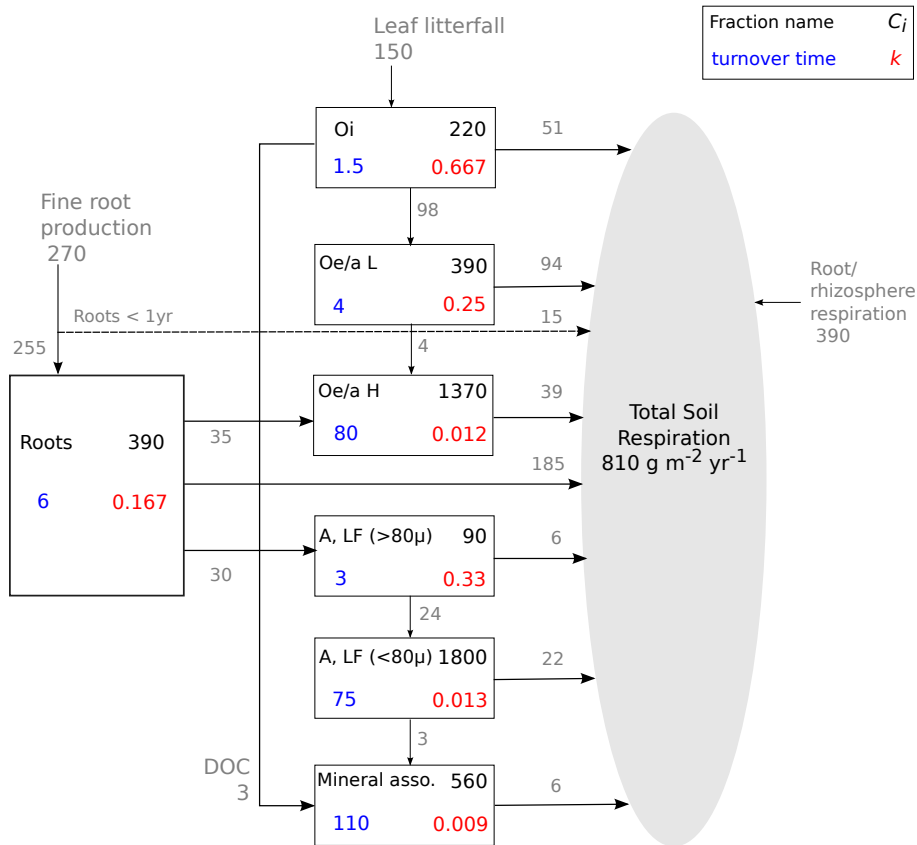 Leaf litterfall
150
Fraction name C_i
turnover time k
Oi 220
1.5 0.667
51
98
Fine root
production
270
Oe/a L 390
4 0.25
94
Root/
rhizosphere
respiration
390
Roots < 1yr
15
255
4
Oe/a H 1370
80 0.012
39
Roots 390
6 0.167
35
185
30
Total Soil
Respiration
810 g m⁻² yr⁻¹
A, LF (>80µ) 90
3 0.33
6
24
A, LF (<80µ) 1800
75 0.013
22
3
DOC
3
Mineral asso. 560
110 0.009
6